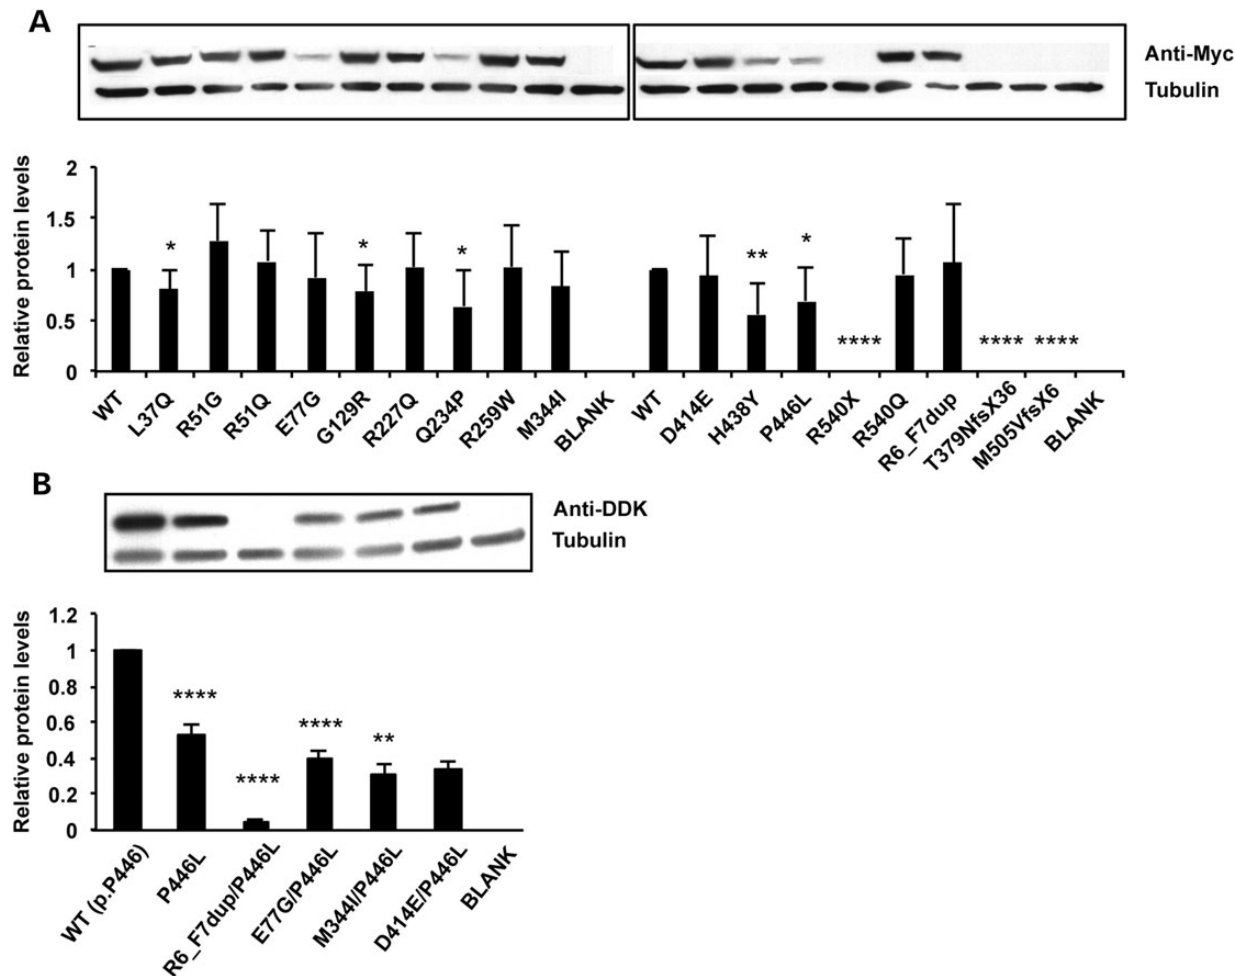 A
Anti-Myc
Tubulin
Relative protein levels
2
1.5
1
0.5
0
* * * ** * **** **** ****
WT L37Q R51G R51Q E77G G129R R227Q Q234P R259W M344I BLANK WT D414E H438Y P446L R540X R540Q R6_F7dup T379NfsX36 M505VfsX6 BLANK
B
Anti-DDK
Tubulin
Relative protein levels
1.2
1
0.8
0.6
0.4
0.2
0
**** **** **** **
WT (p.P446) P446L R6_F7dup/P446L E77G/P446L M344I/P446L D414E/P446L BLANK